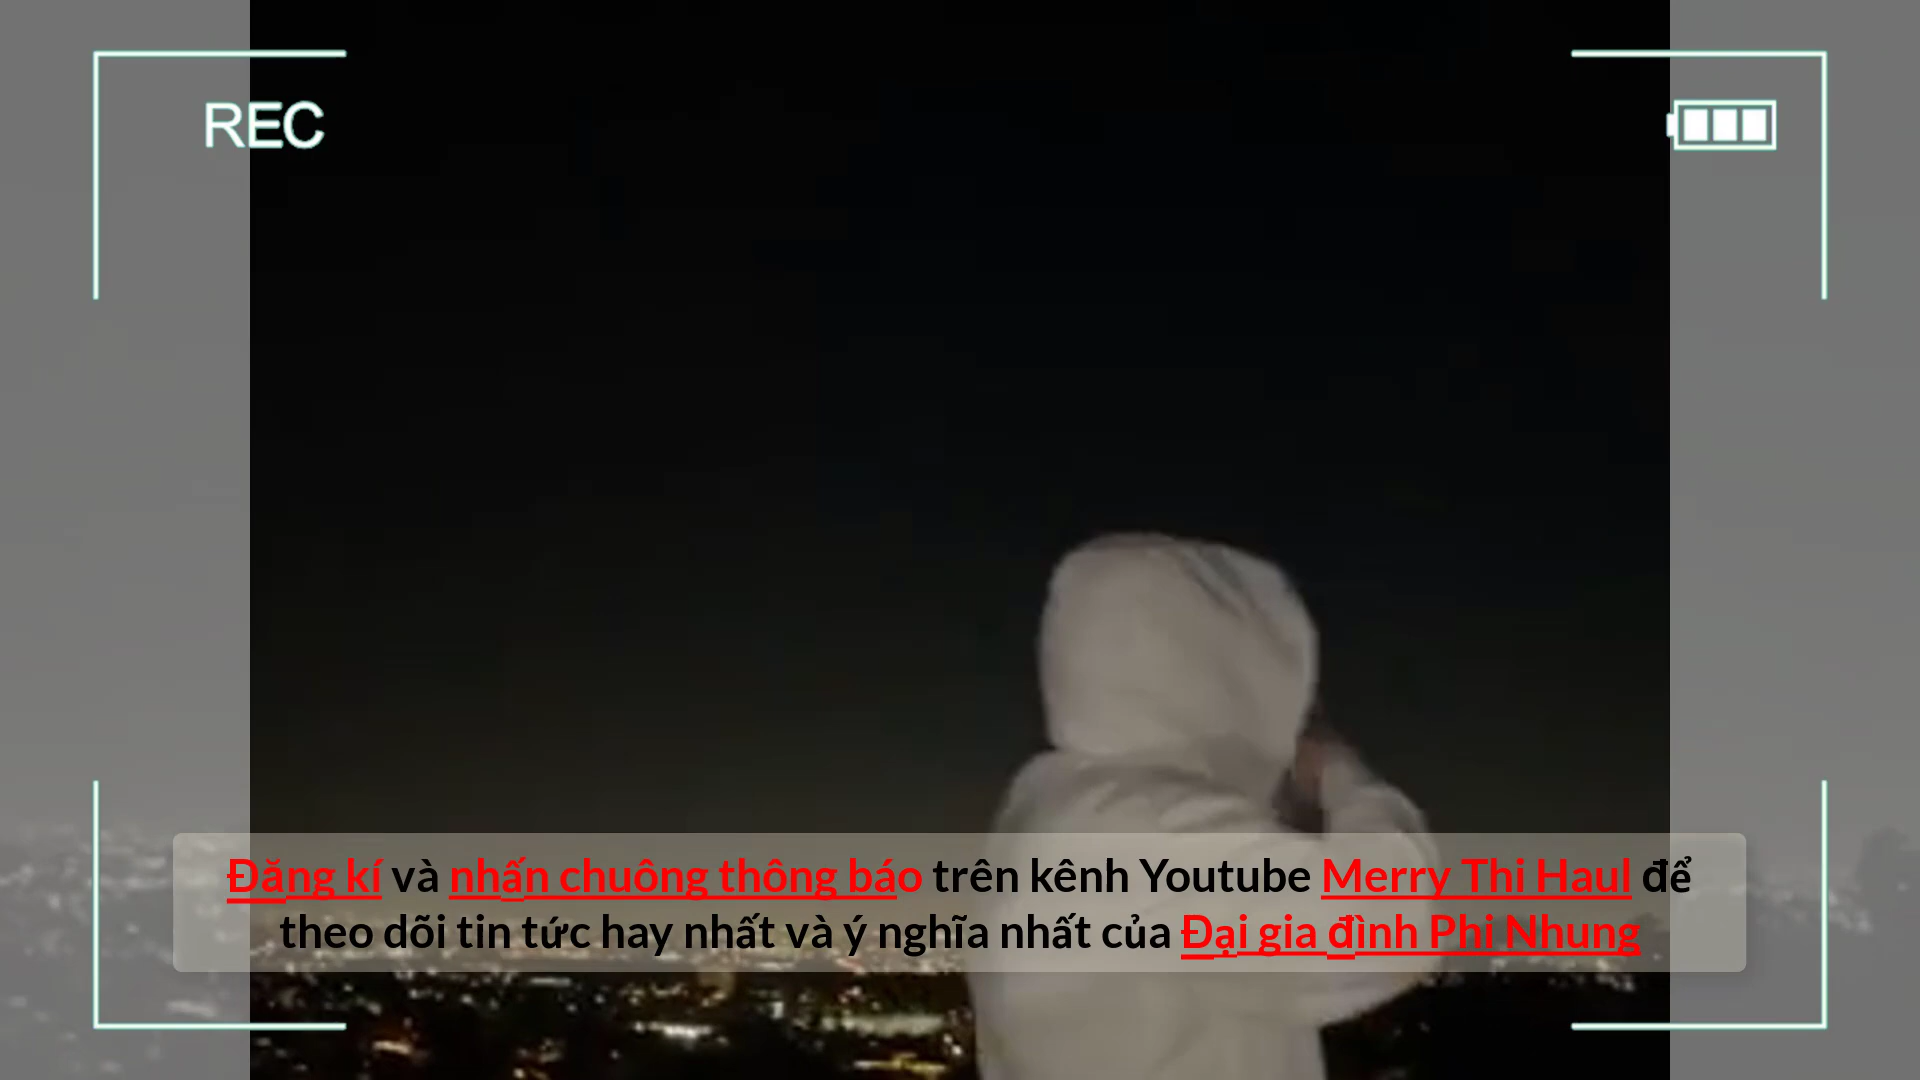 REC
Đăng kí và nhấn chuông thông báo trên kênh Youtube Merry Thi Haul để
theo dõi tin tức hay nhất và ý nghĩa nhất của Đại gia đình Phi Nhung